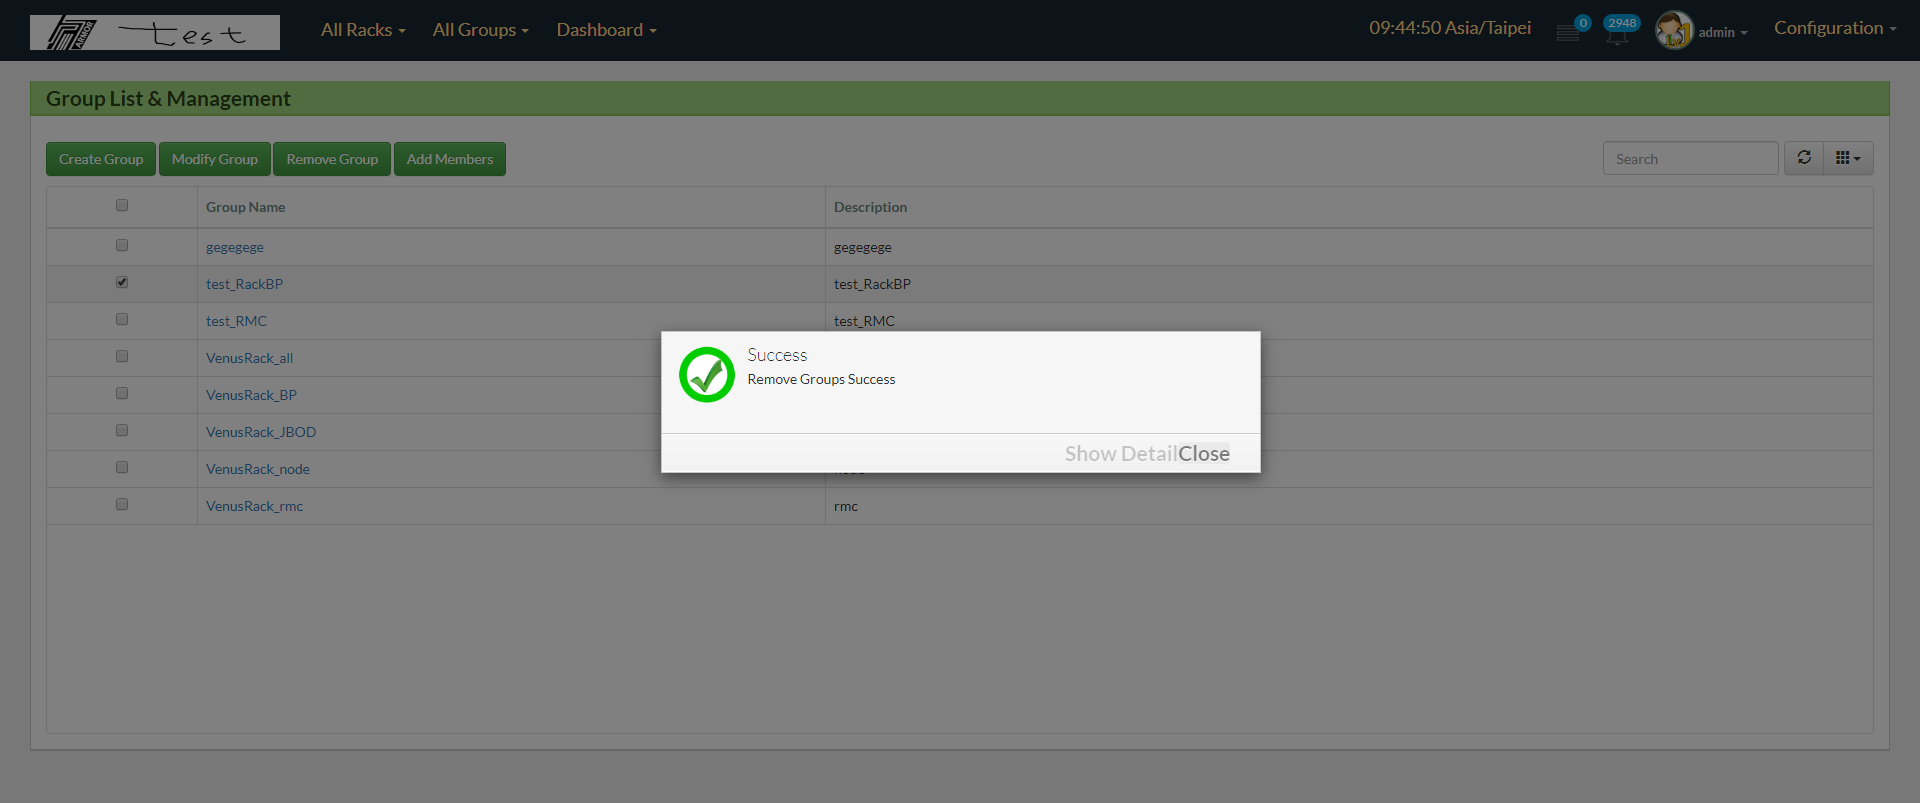 ARMOR test All Racks All Groups Dashboard 09:44:50 Asia/Taipei 0 2948 admin Configuration
Group List & Management
Create Group Modify Group Remove Group Add Members Search
Group Name Description
gegegege gegegege
test_RackBP test_RackBP
test_RMC test_RMC
VenusRack_all
VenusRack_BP
VenusRack_JBOD
VenusRack_node
VenusRack_rmc rmc
Success
Remove Groups Success
Show Detail Close